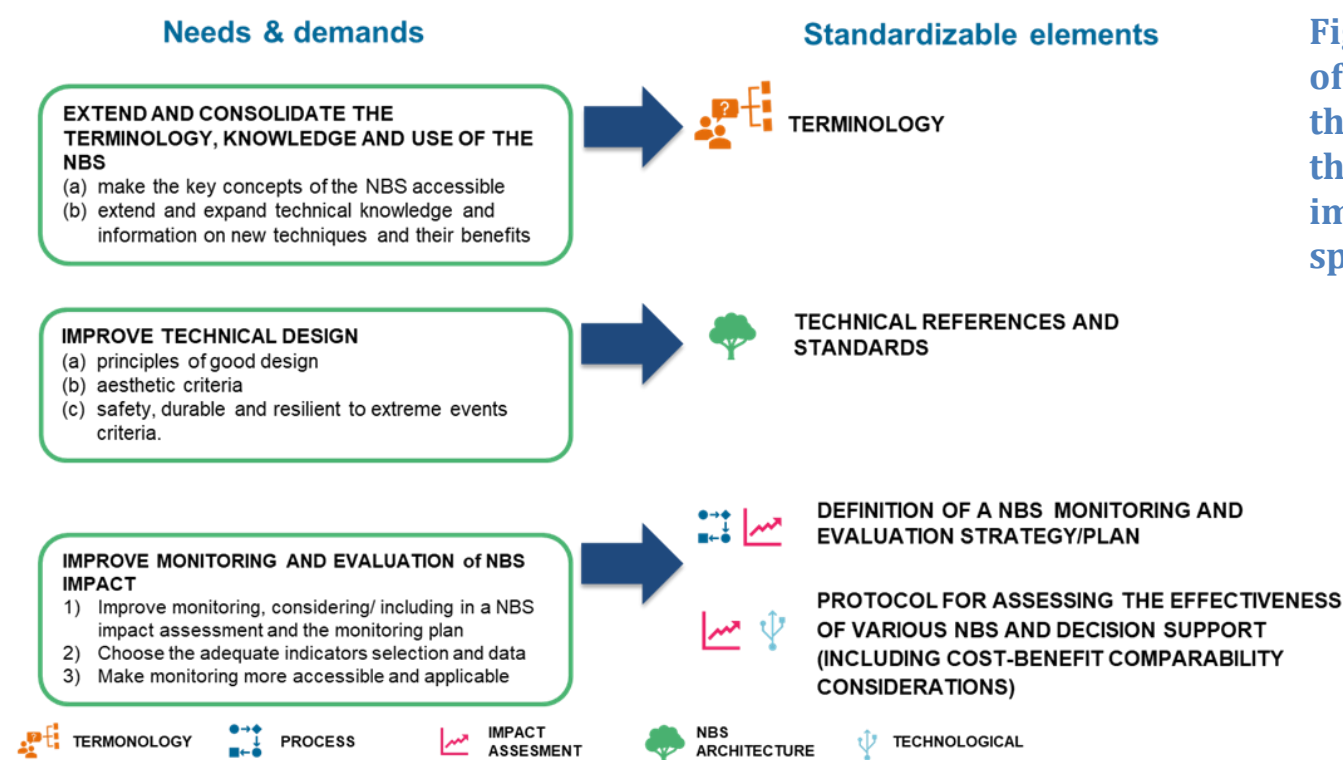 Needs & demands
Standardizable elements
EXTEND AND CONSOLIDATE THE
TERMINOLOGY, KNOWLEDGE AND USE OF THE
NBS
(a) make the key concepts of the NBS accessible
(b) extend and expand technical knowledge and
information on new techniques and their benefits
TERMINOLOGY
IMPROVE TECHNICAL DESIGN
(a) principles of good design
(b) aesthetic criteria
(c) safety, durable and resilient to extreme events
criteria.
TECHNICAL REFERENCES AND
STANDARDS
IMPROVE MONITORING AND EVALUATION of NBS
IMPACT
1) Improve monitoring, considering/ including in a NBS
impact assessment and the monitoring plan
2) Choose the adequate indicators selection and data
3) Make monitoring more accessible and applicable
DEFINITION OF A NBS MONITORING AND
EVALUATION STRATEGY/PLAN
PROTOCOL FOR ASSESSING THE EFFECTIVENESS
OF VARIOUS NBS AND DECISION SUPPORT
(INCLUDING COST-BENEFIT COMPARABILITY
CONSIDERATIONS)
TERMONOLOGY
PROCESS
IMPACT
ASSESMENT
NBS
ARCHITECTURE
TECHNOLOGICAL
of